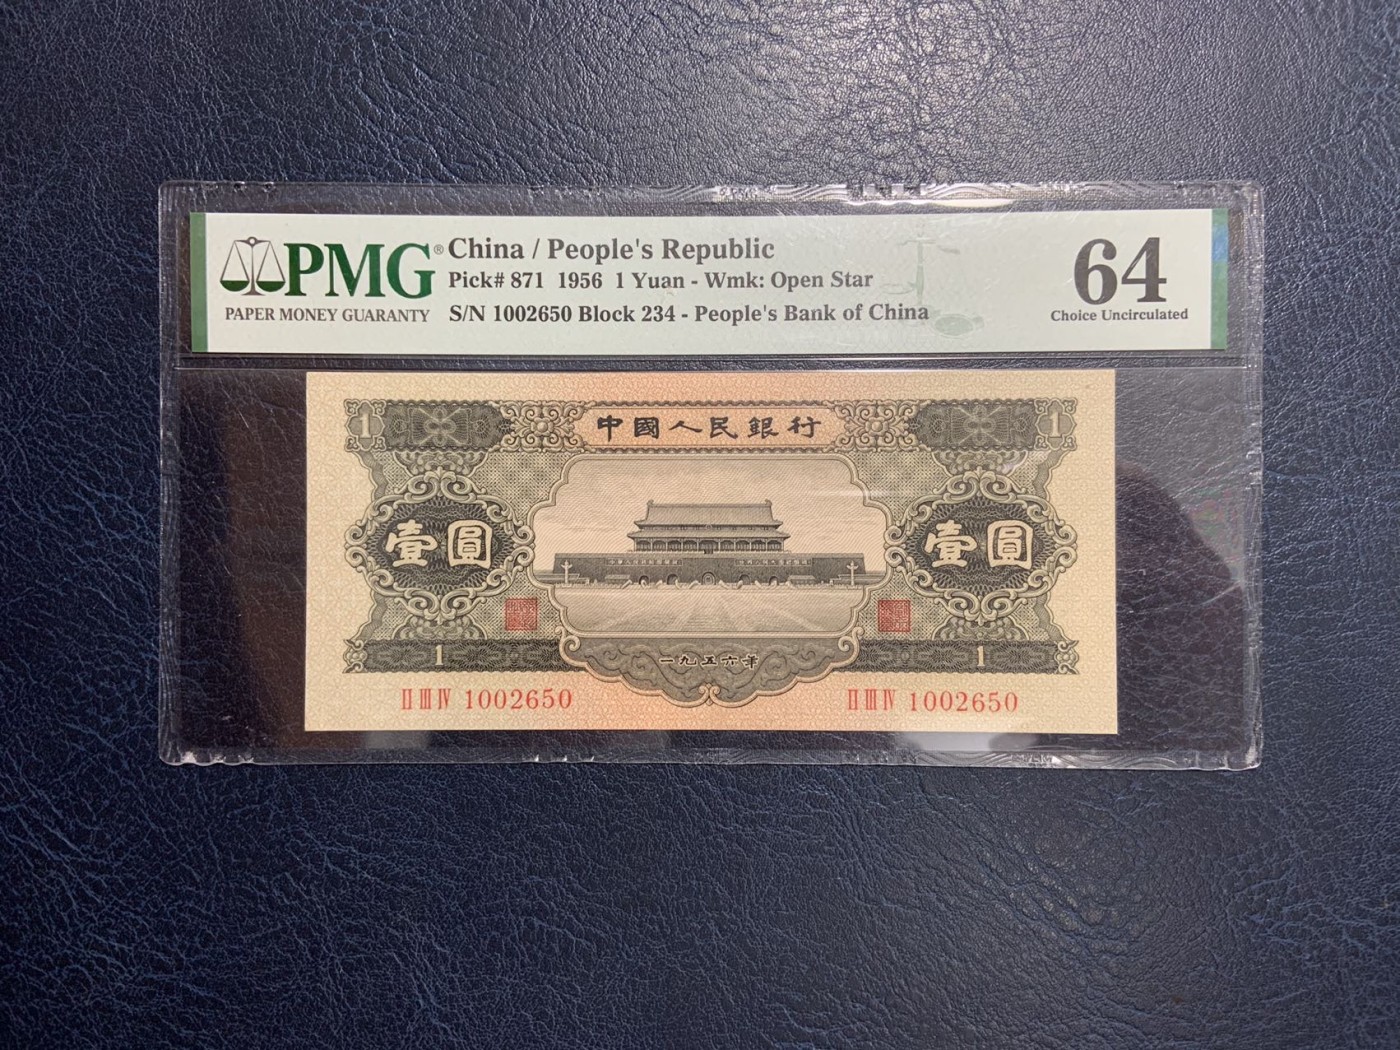 PMG®
PAPER MONEY GUARANTY
China / People's Republic
Pick# 871 1956 1 Yuan - Wmk: Open Star
S/N 1002650 Block 234 - People's Bank of China
64
Choice Uncirculated
1 中國人民銀行 1
壹圓 壹圓
1 一九五六年 1
ⅡⅢⅣ 1002650 ⅡⅢⅣ 1002650